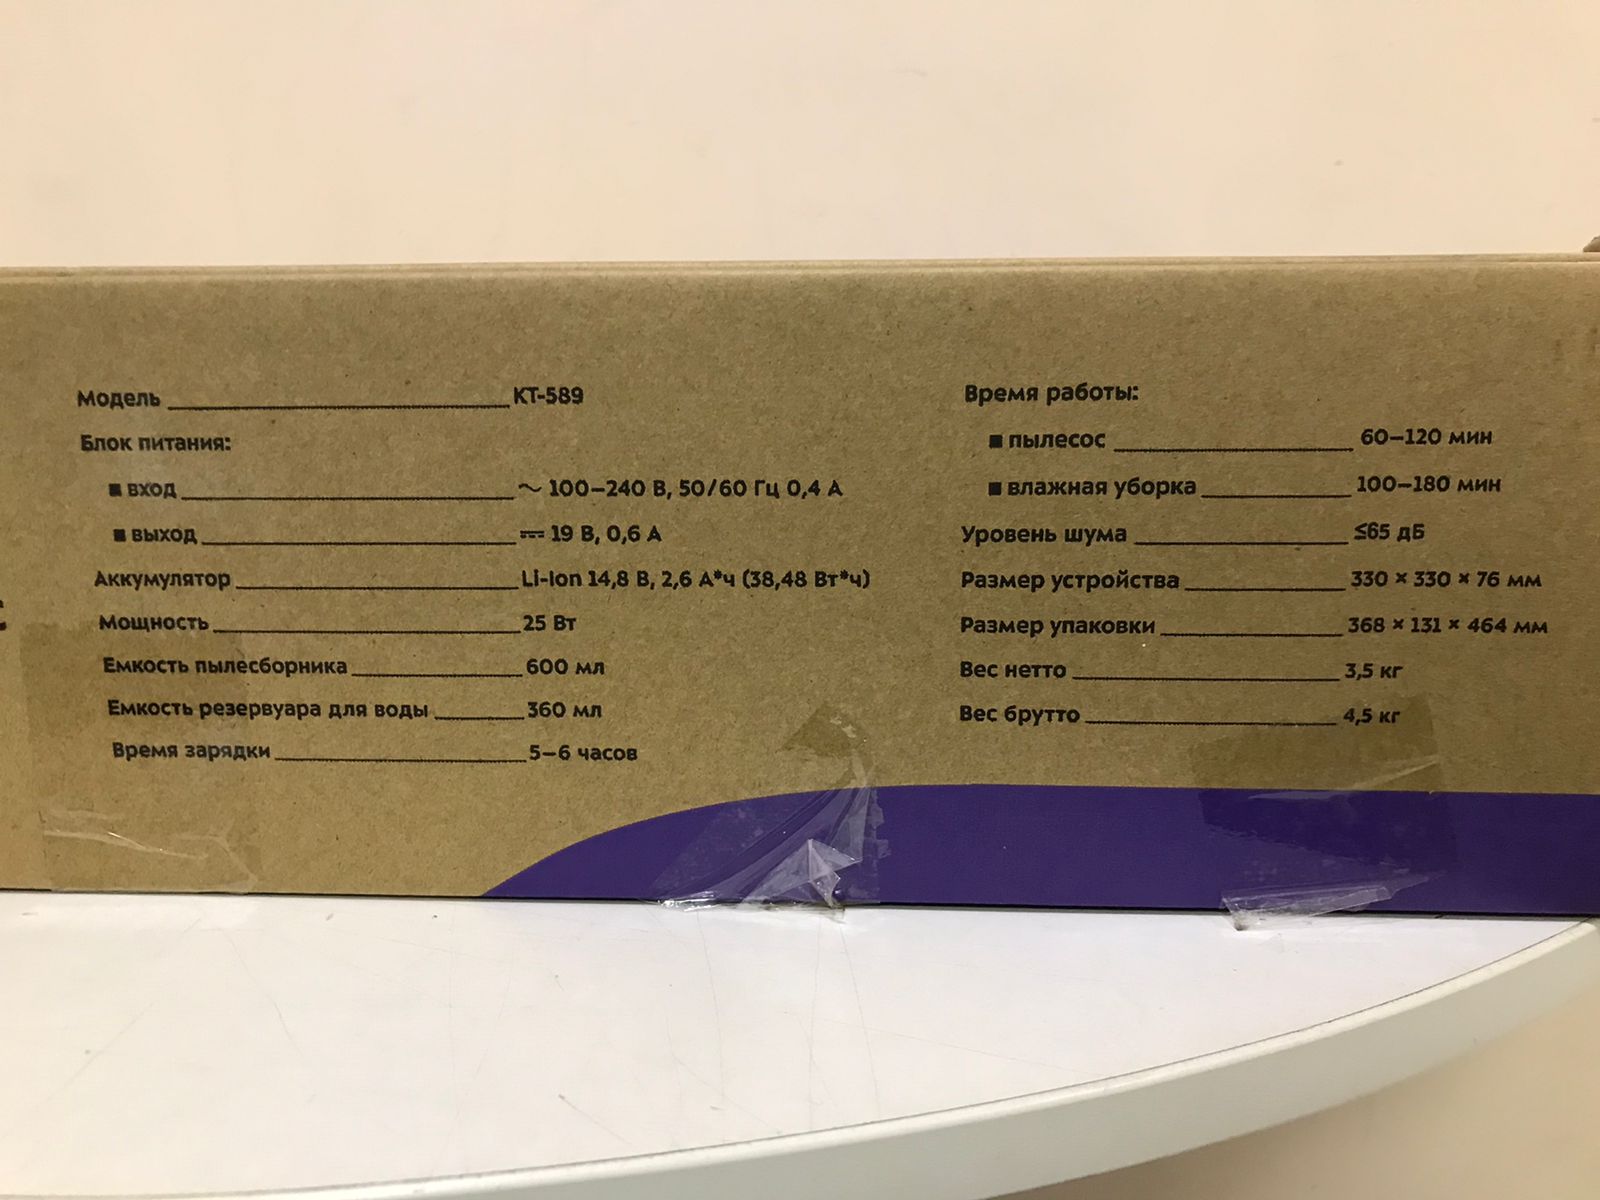 Модель КТ-589
Блок питания:
■ вход ~ 100–240 В, 50/60 Гц 0,4 А
■ выход ⎓ 19 В, 0,6 А
Аккумулятор Li-Ion 14,8 В, 2,6 А*ч (38,48 Вт*ч)
Мощность 25 Вт
Емкость пылесборника 600 мл
Емкость резервуара для воды 360 мл
Время зарядки 5–6 часов
Время работы:
■ пылесос 60–120 мин
■ влажная уборка 100–180 мин
Уровень шума ≤65 дБ
Размер устройства 330 × 330 × 76 мм
Размер упаковки 368 × 131 × 464 мм
Вес нетто 3,5 кг
Вес брутто 4,5 кг